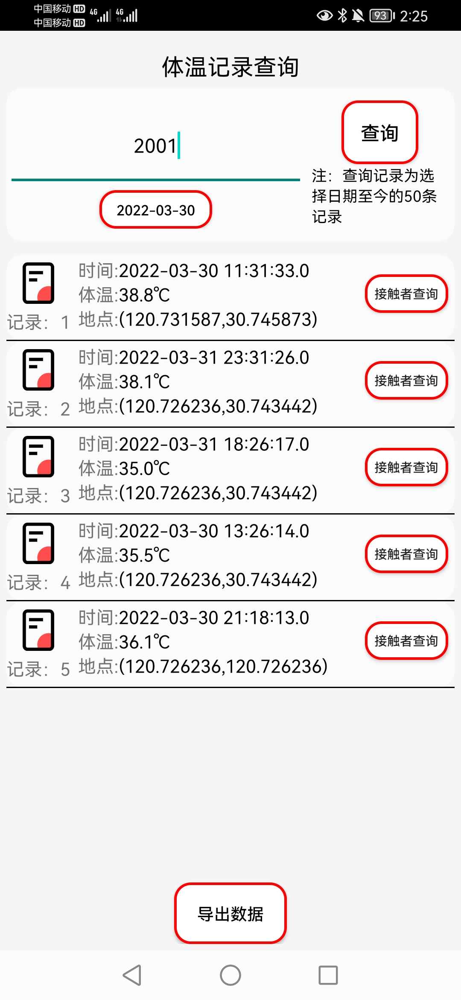 中国移动 HD 4G 4G 93 2:25
中国移动 HD
体温记录查询
2001
查询
2022-03-30
注：查询记录为选
择日期至今的50条
记录
时间:2022-03-30 11:31:33.0
体温:38.8℃
接触者查询
记录：1 地点:(120.731587,30.745873)
时间:2022-03-31 23:31:26.0
体温:38.1℃
接触者查询
记录：2 地点:(120.726236,30.743442)
时间:2022-03-31 18:26:17.0
体温:35.0℃
接触者查询
记录：3 地点:(120.726236,30.743442)
时间:2022-03-30 13:26:14.0
体温:35.5℃
接触者查询
记录：4 地点:(120.726236,30.743442)
时间:2022-03-30 21:18:13.0
体温:36.1℃
接触者查询
记录：5 地点:(120.726236,120.726236)
导出数据